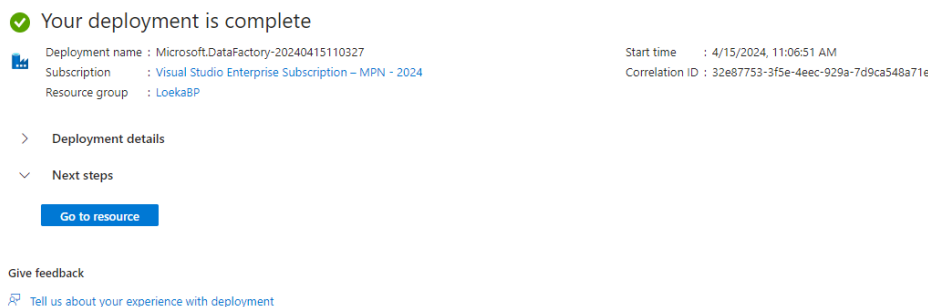 Your deployment is complete
Deployment name : Microsoft.DataFactory-20240415110327
Start time : 4/15/2024, 11:06:51 AM
Subscription : Visual Studio Enterprise Subscription – MPN - 2024
Correlation ID : 32e87753-3f5e-4eec-929a-7d9ca548a71e
Resource group : LoekaBP
Deployment details
Next steps
Go to resource
Give feedback
Tell us about your experience with deployment